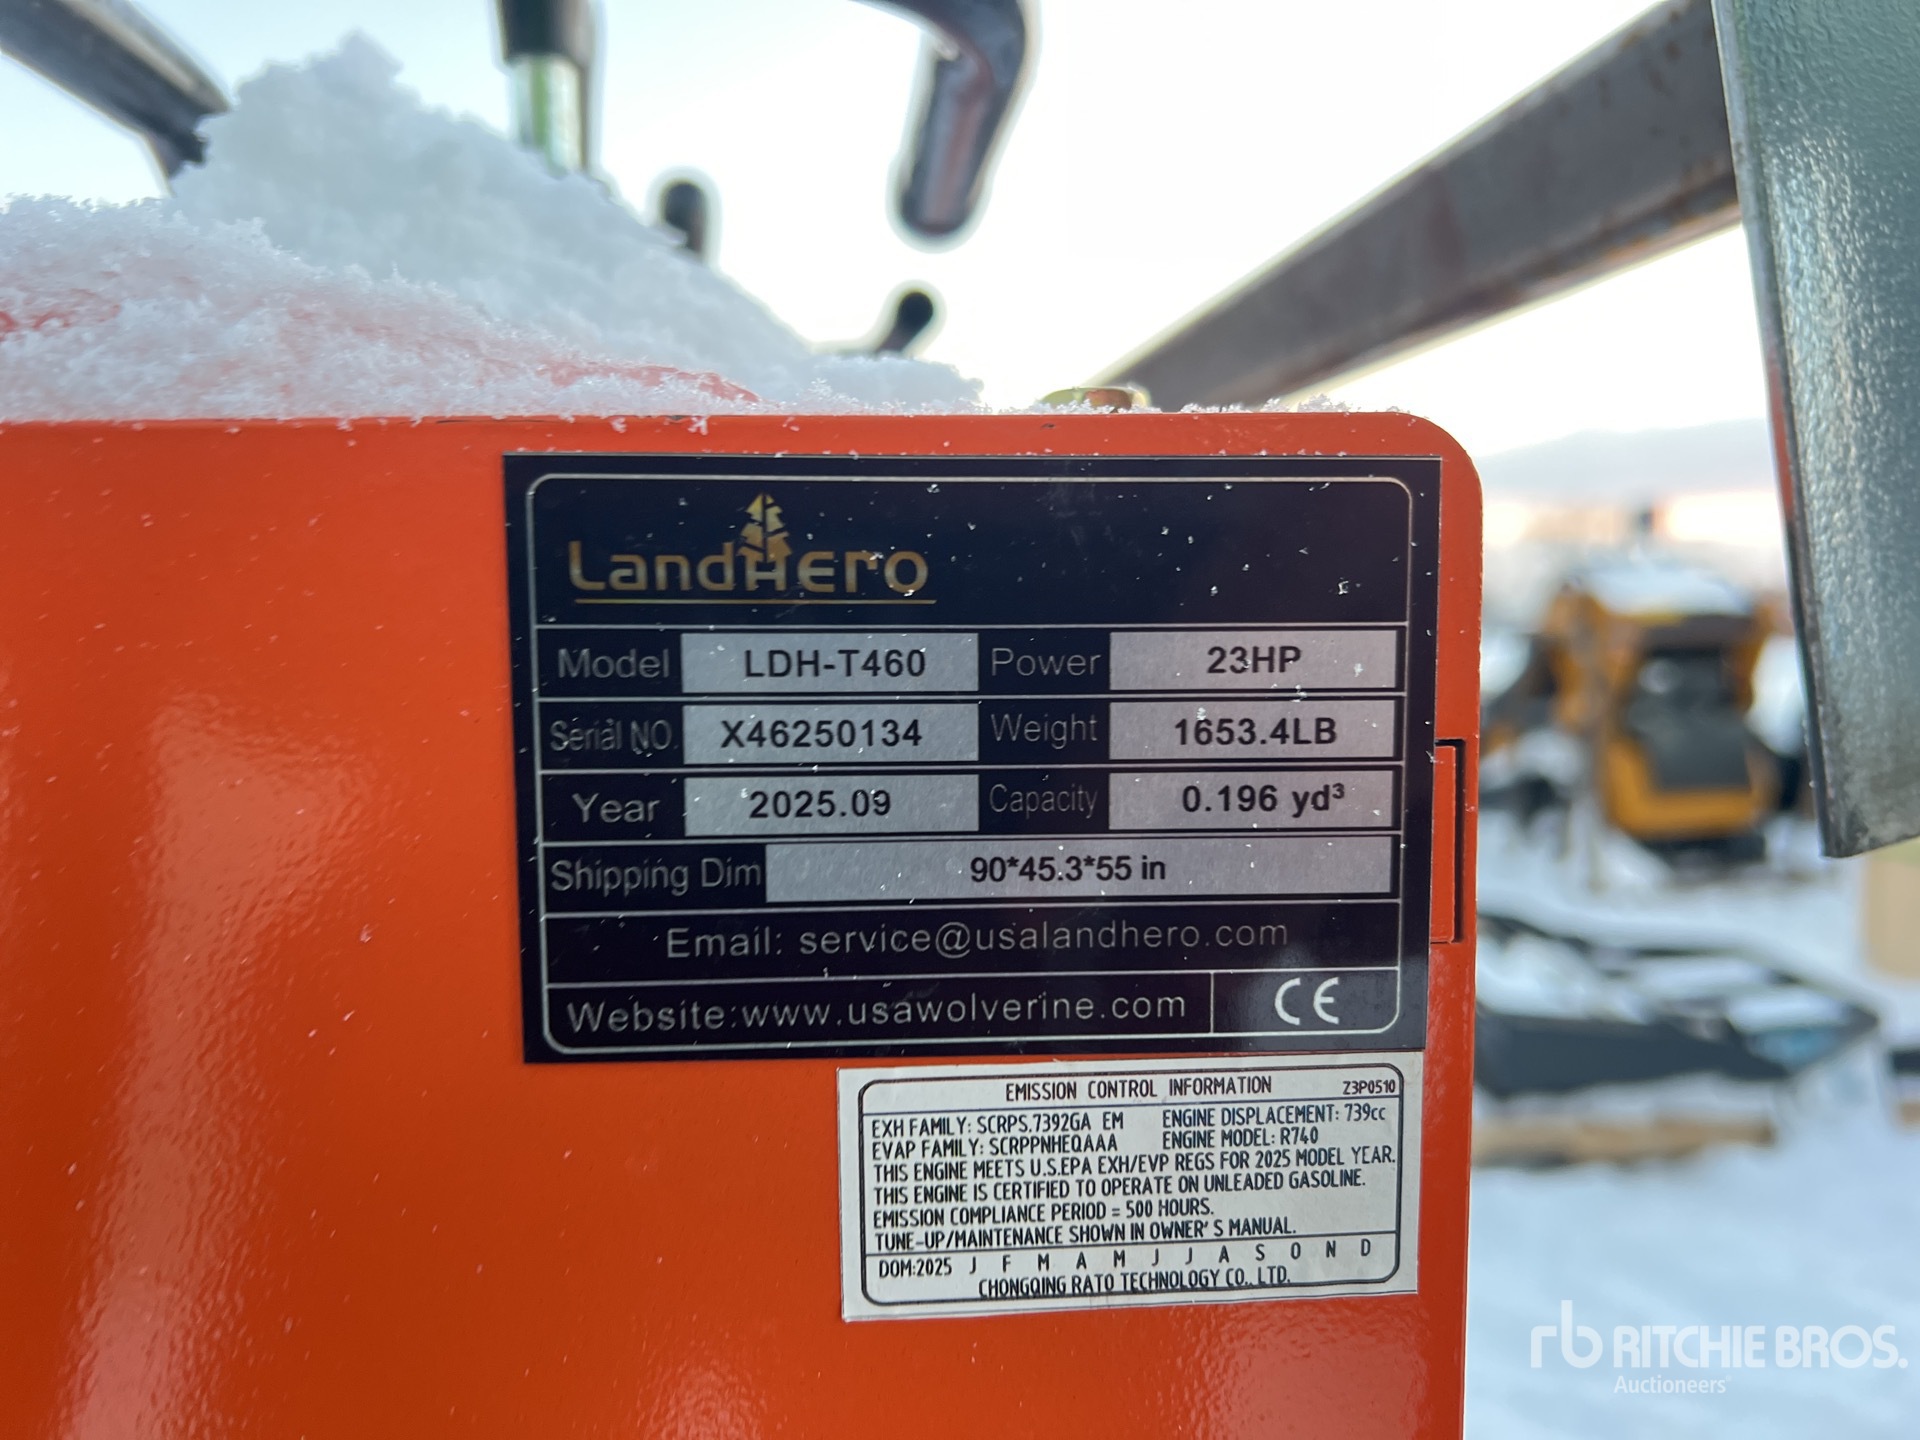 LandHero
Model LDH-T460 Power 23HP
Serial NO. X46250134 Weight 1653.4LB
Year 2025.09 Capacity 0.196 yd³
Shipping Dim 90*45.3*55 in
Email: service@usalandhero.com
Website:www.usawolverine.com CE
EMISSION CONTROL INFORMATION Z3P0510
EXH FAMILY: SCRPS.7392GA EM ENGINE DISPLACEMENT: 739cc
EVAP FAMILY: SCRPPNHEQAAA ENGINE MODEL: R740
THIS ENGINE MEETS U.S.EPA EXH/EVP REGS FOR 2025 MODEL YEAR.
THIS ENGINE IS CERTIFIED TO OPERATE ON UNLEADED GASOLINE.
EMISSION COMPLIANCE PERIOD = 500 HOURS.
TUNE-UP/MAINTENANCE SHOWN IN OWNER'S MANUAL.
DOM:2025 J F M A M J J A S O N D
CHONGQING RATO TECHNOLOGY CO., LTD.
rb RITCHIE BROS.
Auctioneers